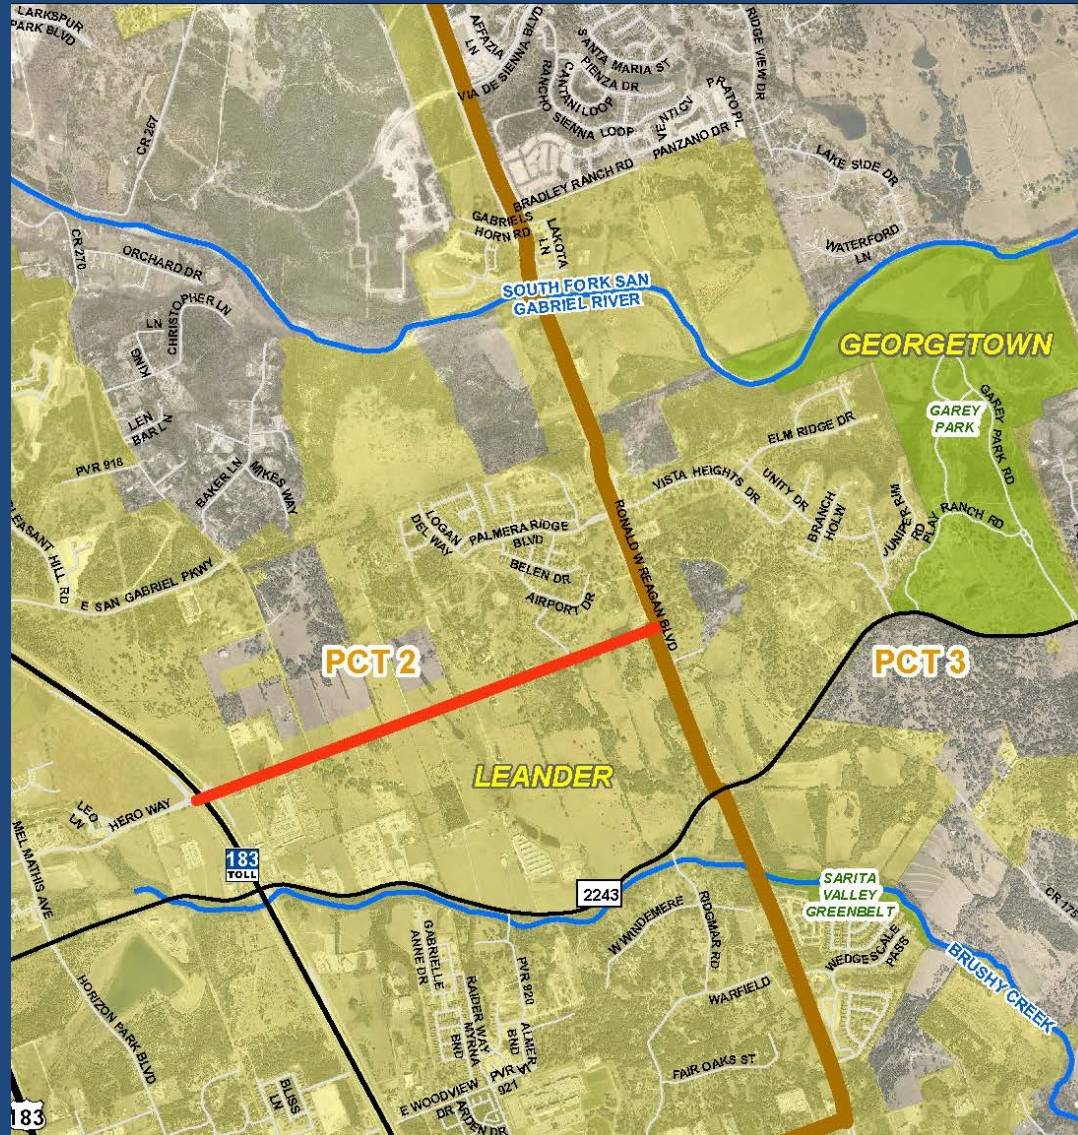 LARKSPUR
PARK BLVD
CR 267
AFFAZIA
LN
VIA DE SIENNA BLVD
SANTA MARIA ST
PIENZA DR
CANTANI LOOP
RANCHO SIENNA LOOP
VENTI CV
PRATO PL
PANZANO DR
RIDGE VIEW DR
BRADLEY RANCH RD
LAKE SIDE DR
GABRIELS
HORN RD
LAKOTA
LN
WATERFORD
LN
CR 270
ORCHARD DR
SOUTH FORK SAN
GABRIEL RIVER
CHRISTOPHER LN
KING
LN
GEORGETOWN
GAREY
PARK
GAREY PARK RD
LEN
BAR LN
ELM RIDGE DR
PVR 918
BAKER LN
MIKES WAY
VISTA HEIGHTS DR
UNITY DR
BRANCH
HOLW
JUNIPER RIM
RD
PLAY RANCH RD
LOGAN
DEL WAY
PALMERA RIDGE
BLVD
RONALD W REAGAN BLVD
BELEN DR
AIRPORT DR
PLEASANT HILL RD
E SAN GABRIEL PKWY
PCT 2
PCT 3
LEANDER
LEO
LN
HERO WAY
MEL MATHIS AVE
183
TOLL
2243
SARITA
VALLEY
GREENBELT
CR 175
W WINDEMERE
RIDGMAR RD
WEDGESCALE
PASS
BRUSHY CREEK
GABRIELLE
ANNE DR
PVR 920
HORIZON PARK BLVD
RAIDER WAY
MYRNA
BND
ALMER
BND
WARFIELD
FAIR OAKS ST
PVR
921
E WOODVIEW
DR
ARDEN DR
BLISS
LN
183